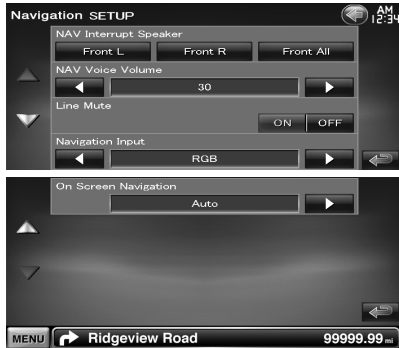 Navigation SETUP
AM
12:34
NAV Interrupt Speaker
Front L Front R Front All
NAV Voice Volume
30
Line Mute
ON OFF
Navigation Input
RGB
On Screen Navigation
Auto
MENU Ridgeview Road 99999.99 mi